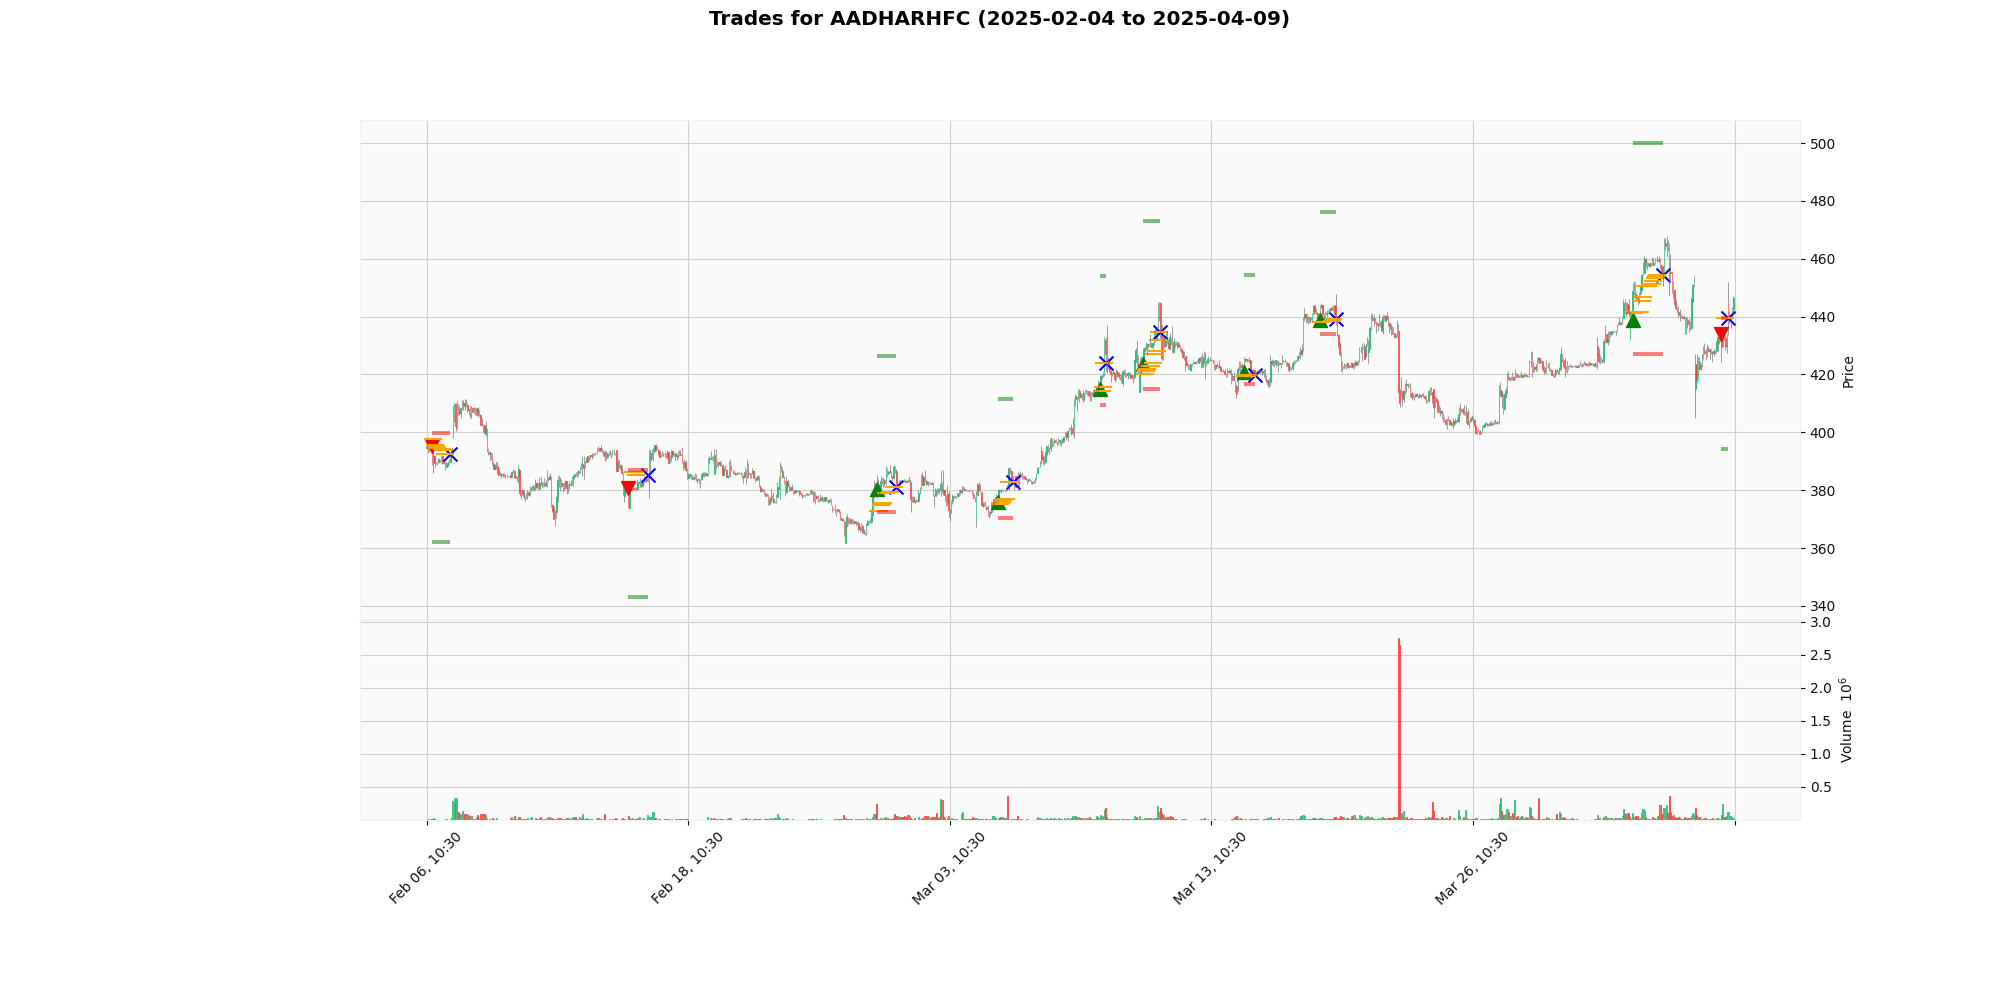 Trades for AADHARHFC (2025-02-04 to 2025-04-09)
500
480
460
440
420
400
380
360
340
Price
3.0
2.5
2.0
1.5
1.0
0.5
Volume 10^6
Feb 06, 10:30
Feb 18, 10:30
Mar 03, 10:30
Mar 13, 10:30
Mar 26, 10:30